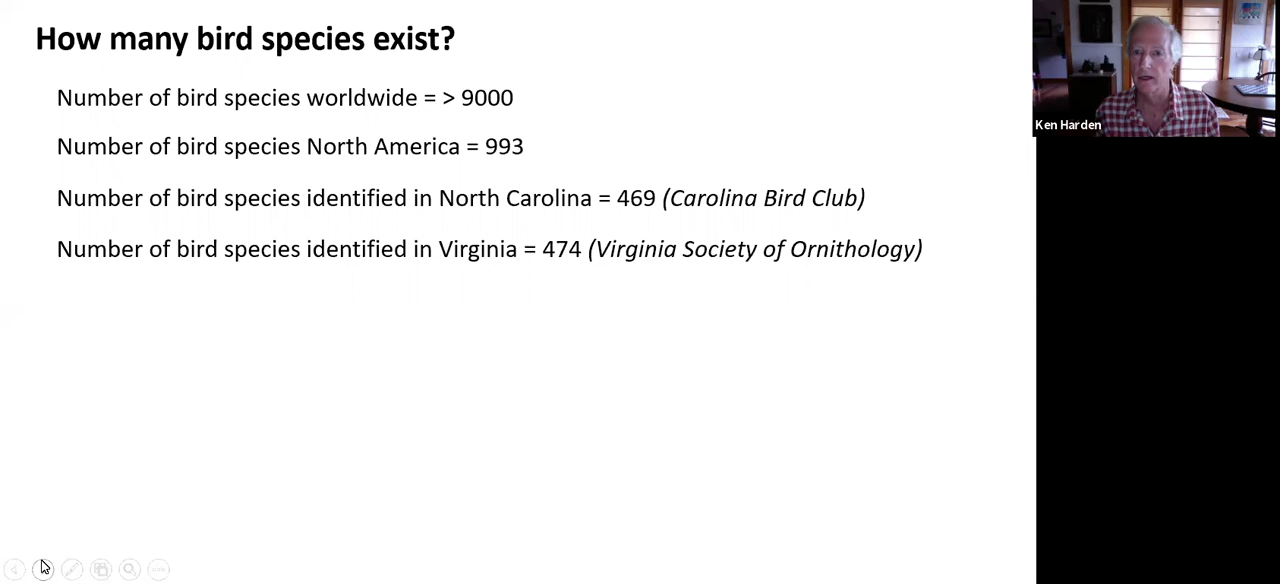 How many bird species exist?
Number of bird species worldwide = > 9000
Number of bird species North America = 993
Number of bird species identified in North Carolina = 469 (Carolina Bird Club)
Number of bird species identified in Virginia = 474 (Virginia Society of Ornithology)
Ken Harden